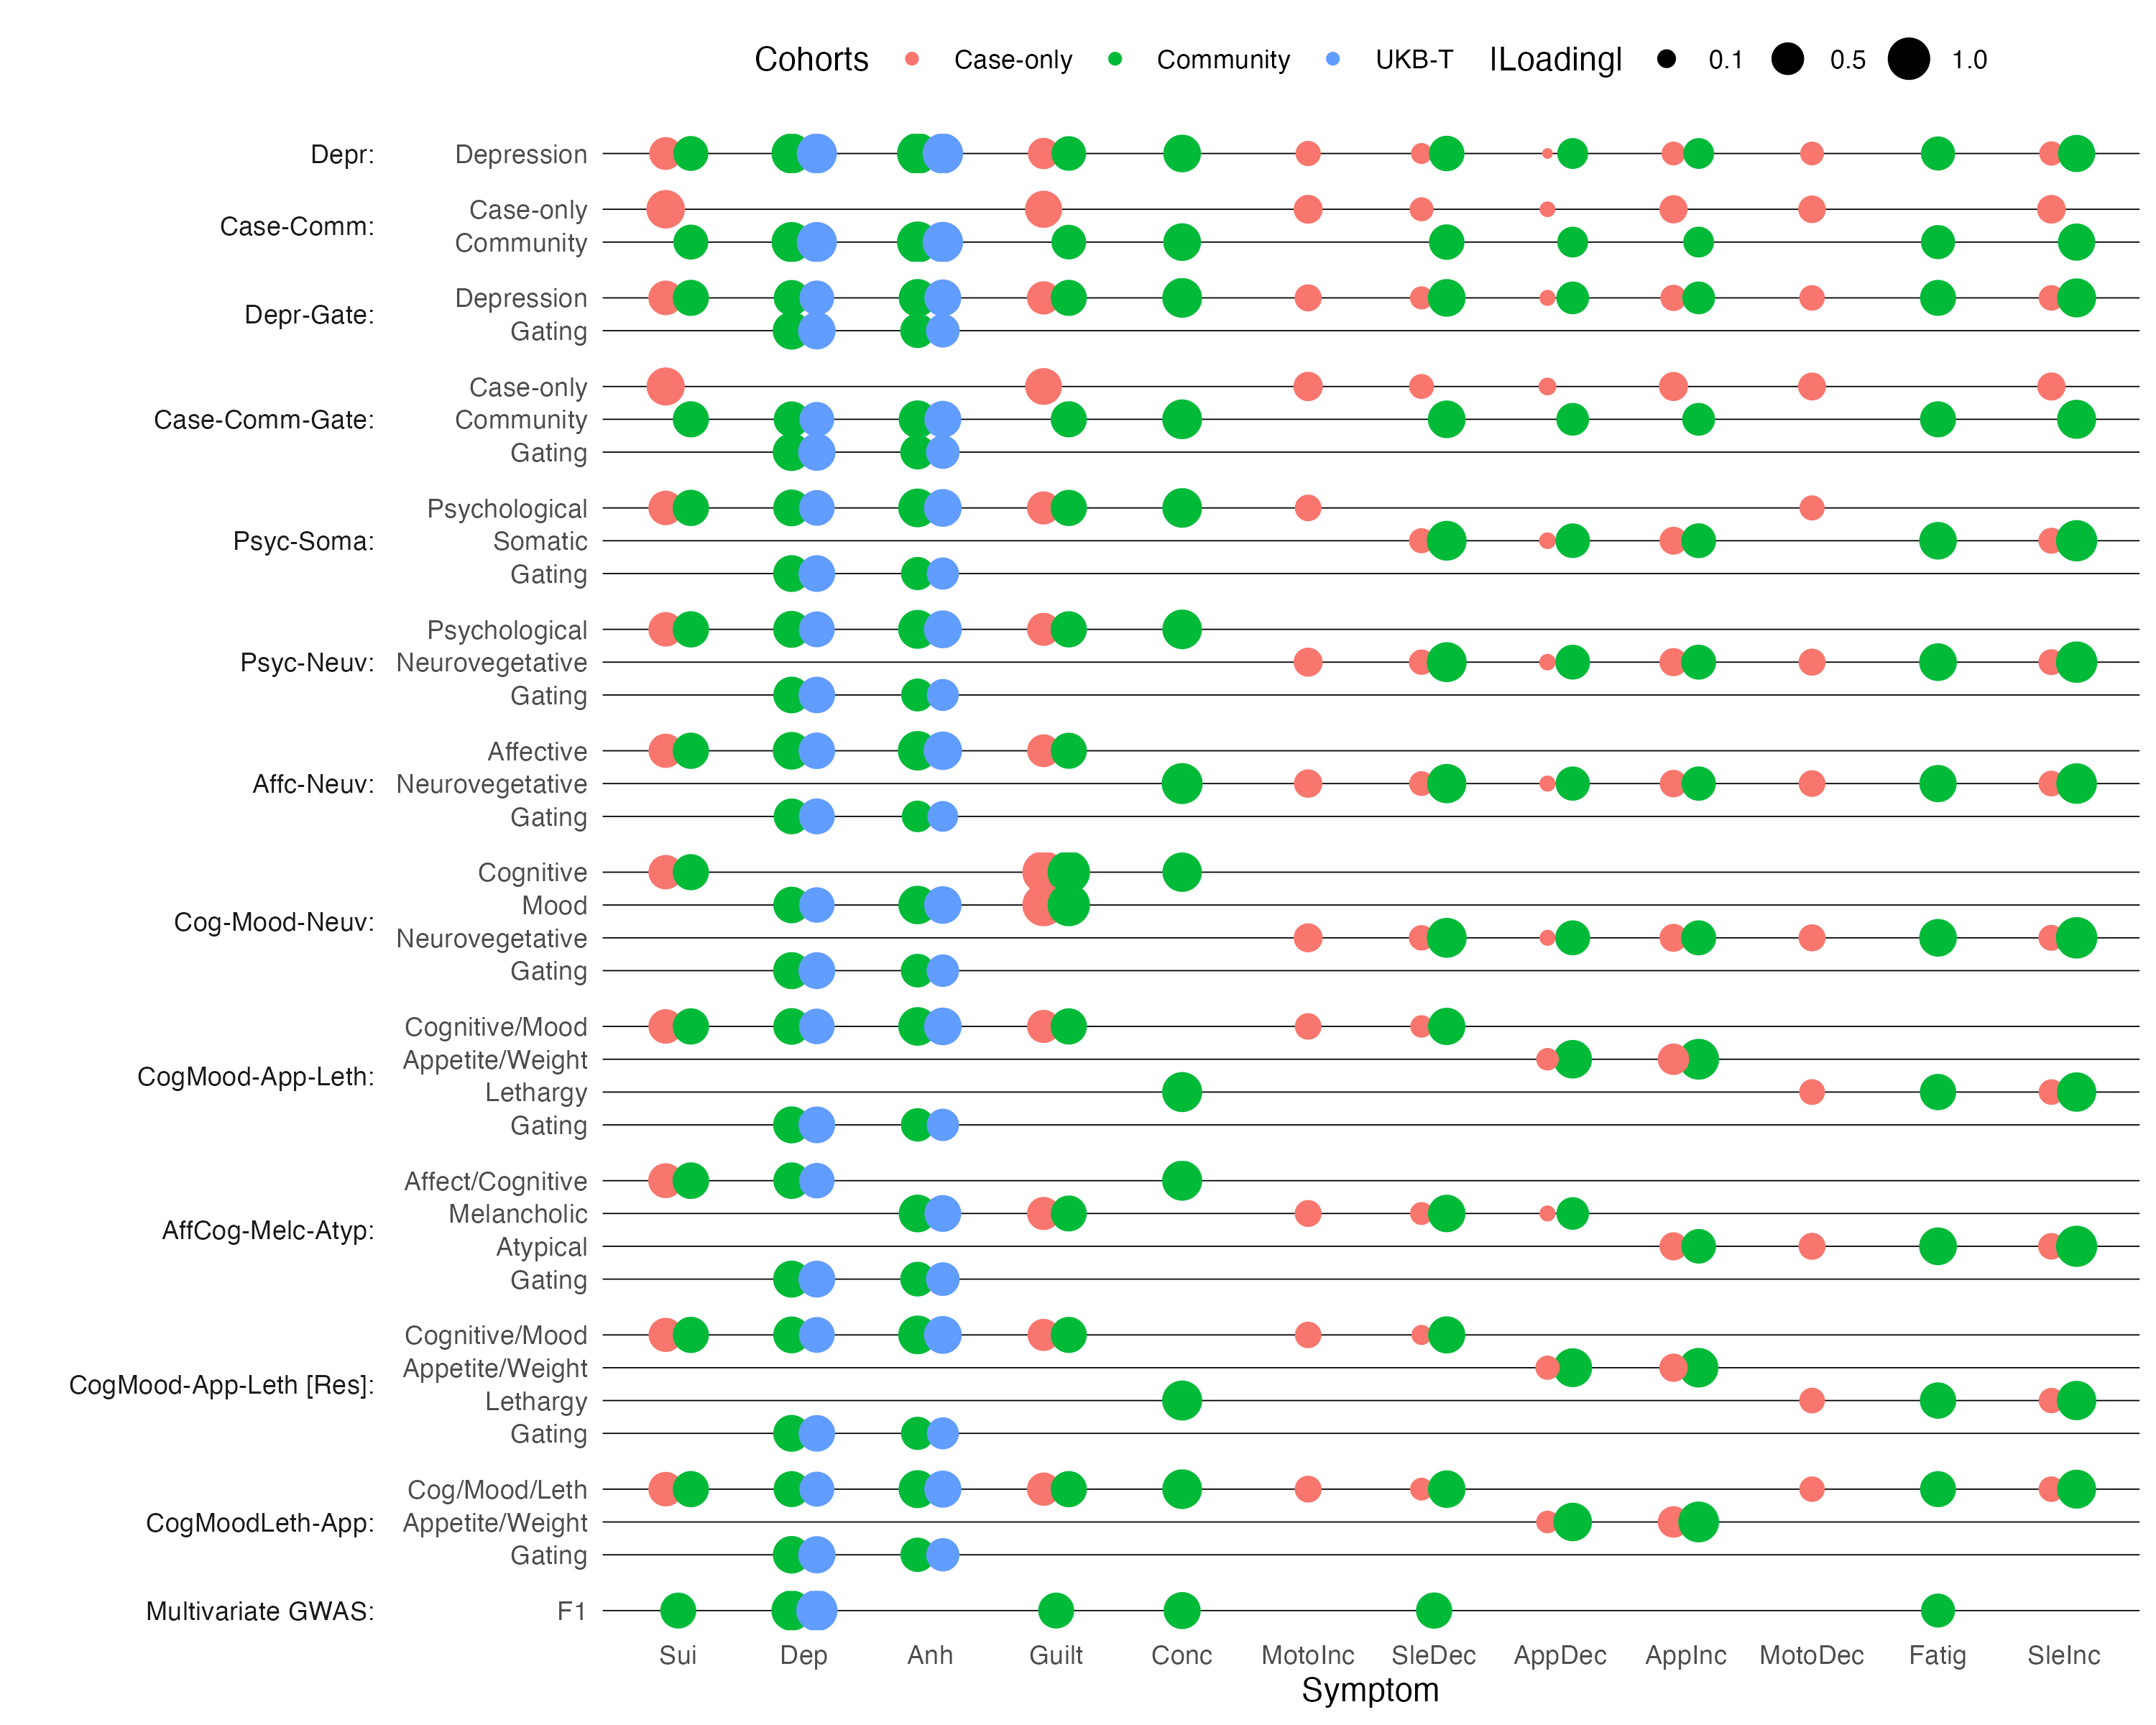 Cohorts Case-only Community UKB-T |Loading| 0.1 0.5 1.0
Depr: Depression
Case-Comm: Case-only
Community
Depr-Gate: Depression
Gating
Case-Comm-Gate: Case-only
Community
Gating
Psyc-Soma: Psychological
Somatic
Gating
Psyc-Neuv: Psychological
Neurovegetative
Gating
Affc-Neuv: Affective
Neurovegetative
Gating
Cog-Mood-Neuv: Cognitive
Mood
Neurovegetative
Gating
CogMood-App-Leth: Cognitive/Mood
Appetite/Weight
Lethargy
Gating
AffCog-Melc-Atyp: Affect/Cognitive
Melancholic
Atypical
Gating
CogMood-App-Leth [Res]: Cognitive/Mood
Appetite/Weight
Lethargy
Gating
CogMoodLeth-App: Cog/Mood/Leth
Appetite/Weight
Gating
Multivariate GWAS: F1
Sui Dep Anh Guilt Conc MotoInc SleDec AppDec AppInc MotoDec Fatig SleInc
Symptom